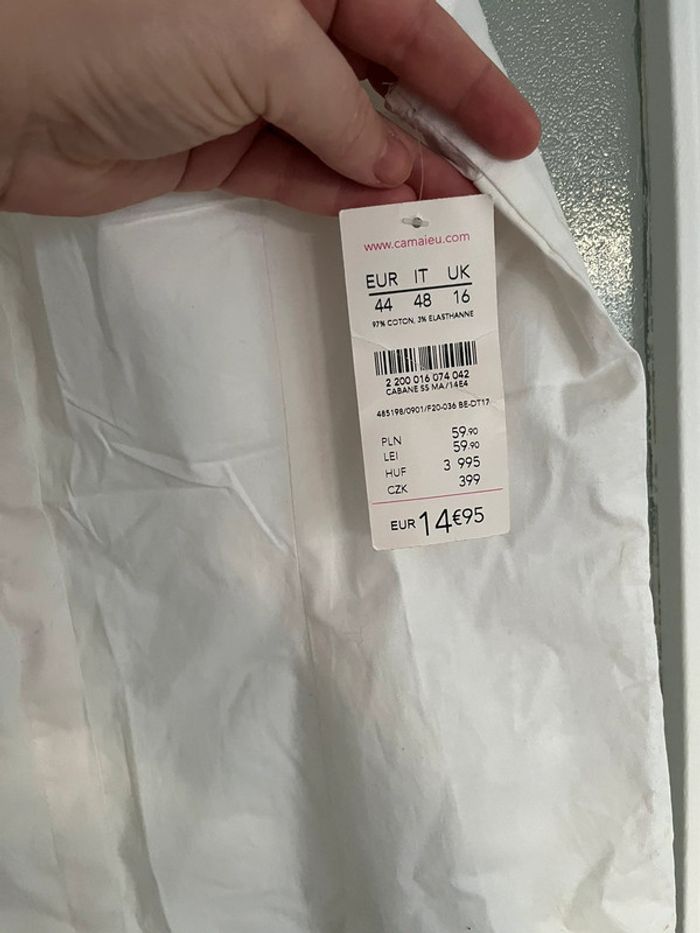 www.camaieu.com
EUR IT UK
44 48 16
97% COTON, 3% ELASTHANNE
2 200 016 074 042
CABANE SS MA/14E4
485198/0901/F20-036 BE-DT17
PLN 59.90
LEI 59.90
HUF 3 995
CZK 399
EUR 14€95